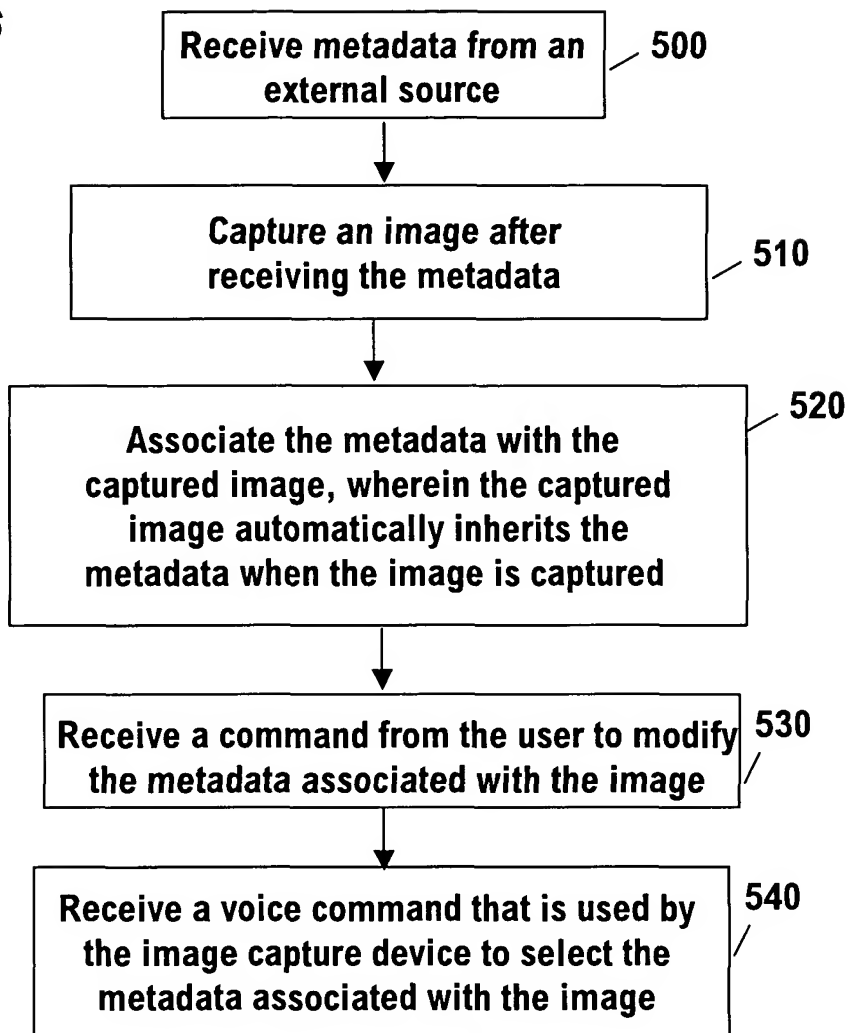 Receive metadata from an
external source
500
Capture an image after
receiving the metadata
510
520
Associate the metadata with the
captured image, wherein the captured
image automatically inherits the
metadata when the image is captured
Receive a command from the user to modify
the metadata associated with the image
530
Receive a voice command that is used by
the image capture device to select the
metadata associated with the image
540